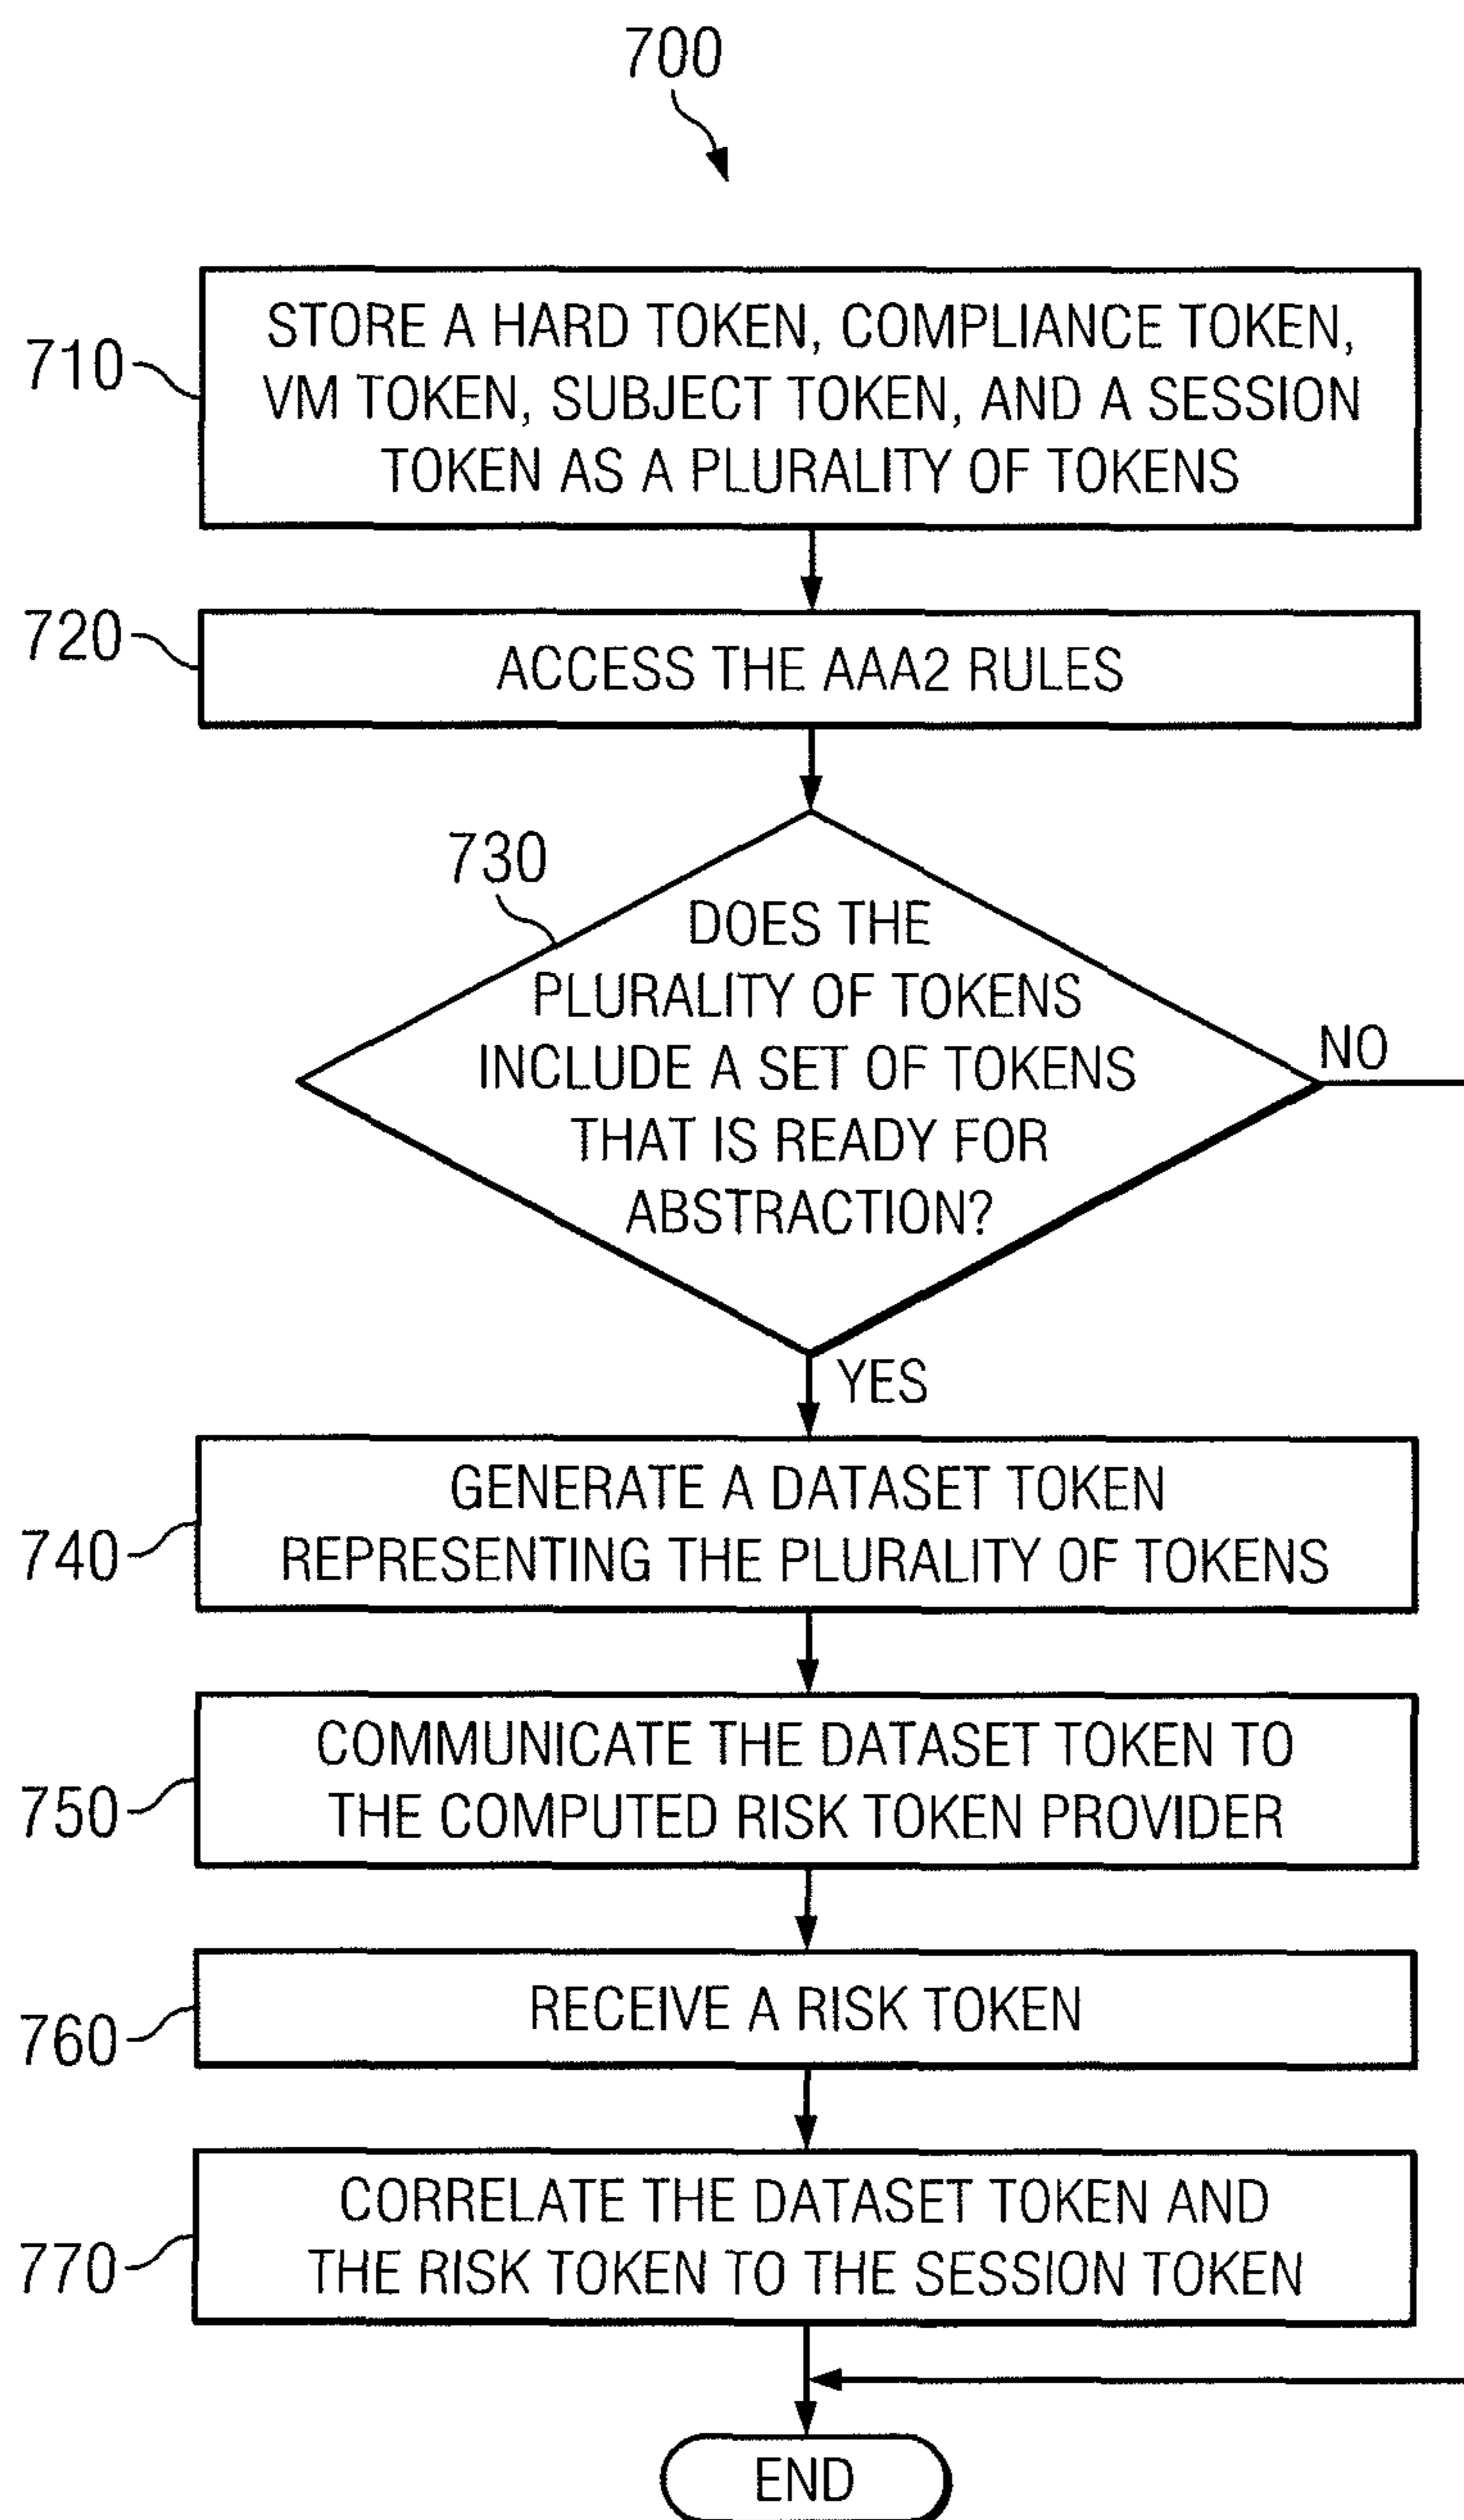 700
710
STORE A HARD TOKEN, COMPLIANCE TOKEN,
VM TOKEN, SUBJECT TOKEN, AND A SESSION
TOKEN AS A PLURALITY OF TOKENS
720
ACCESS THE AAA2 RULES
730
DOES THE
PLURALITY OF TOKENS
INCLUDE A SET OF TOKENS
THAT IS READY FOR
ABSTRACTION?
NO
YES
740
GENERATE A DATASET TOKEN
REPRESENTING THE PLURALITY OF TOKENS
750
COMMUNICATE THE DATASET TOKEN TO
THE COMPUTED RISK TOKEN PROVIDER
760
RECEIVE A RISK TOKEN
770
CORRELATE THE DATASET TOKEN AND
THE RISK TOKEN TO THE SESSION TOKEN
END